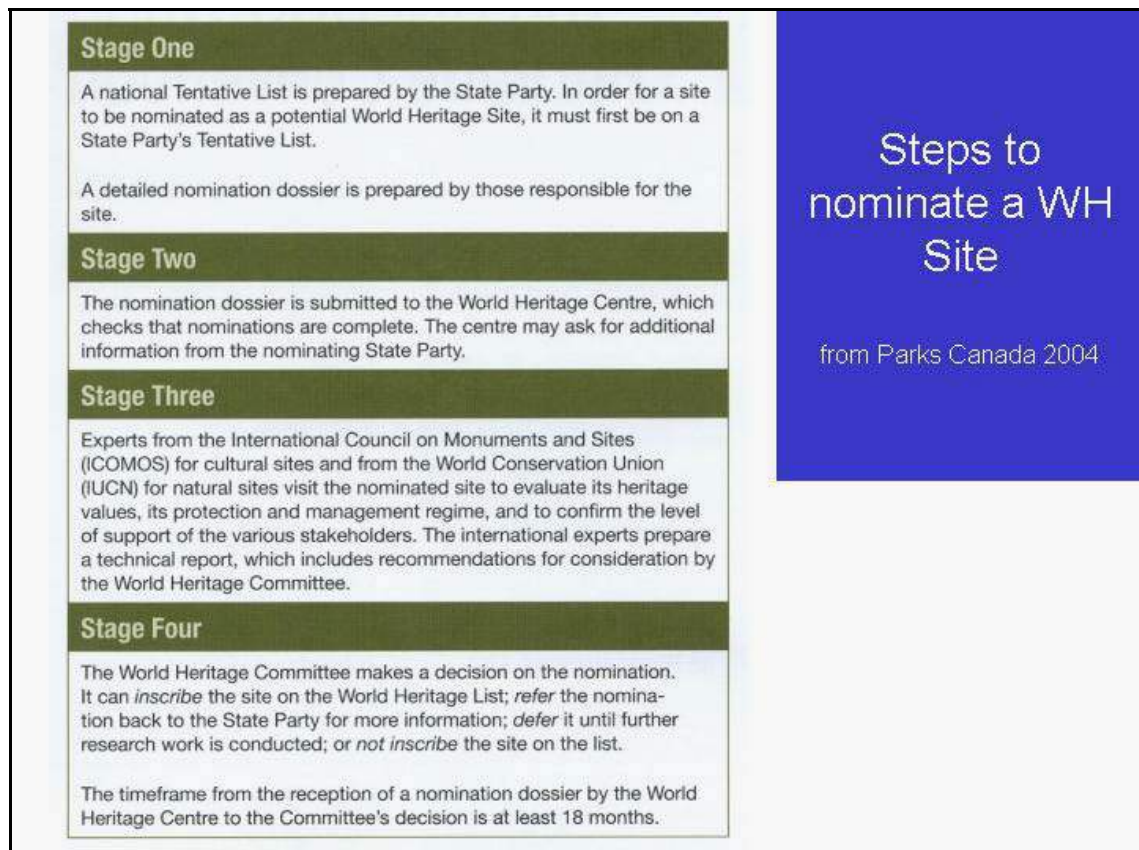 Stage One
A national Tentative List is prepared by the State Party. In order for a site
to be nominated as a potential World Heritage Site, it must first be on a
State Party's Tentative List.
A detailed nomination dossier is prepared by those responsible for the
site.
Stage Two
The nomination dossier is submitted to the World Heritage Centre, which
checks that nominations are complete. The centre may ask for additional
information from the nominating State Party.
Stage Three
Experts from the International Council on Monuments and Sites
(ICOMOS) for cultural sites and from the World Conservation Union
(IUCN) for natural sites visit the nominated site to evaluate its heritage
values, its protection and management regime, and to confirm the level
of support of the various stakeholders. The international experts prepare
a technical report, which includes recommendations for consideration by
the World Heritage Committee.
Stage Four
The World Heritage Committee makes a decision on the nomination.
It can inscribe the site on the World Heritage List; refer the nomina-
tion back to the State Party for more information; defer it until further
research work is conducted; or not inscribe the site on the list.
The timeframe from the reception of a nomination dossier by the World
Heritage Centre to the Committee's decision is at least 18 months.
Steps to
nominate a WH
Site
from Parks Canada 2004